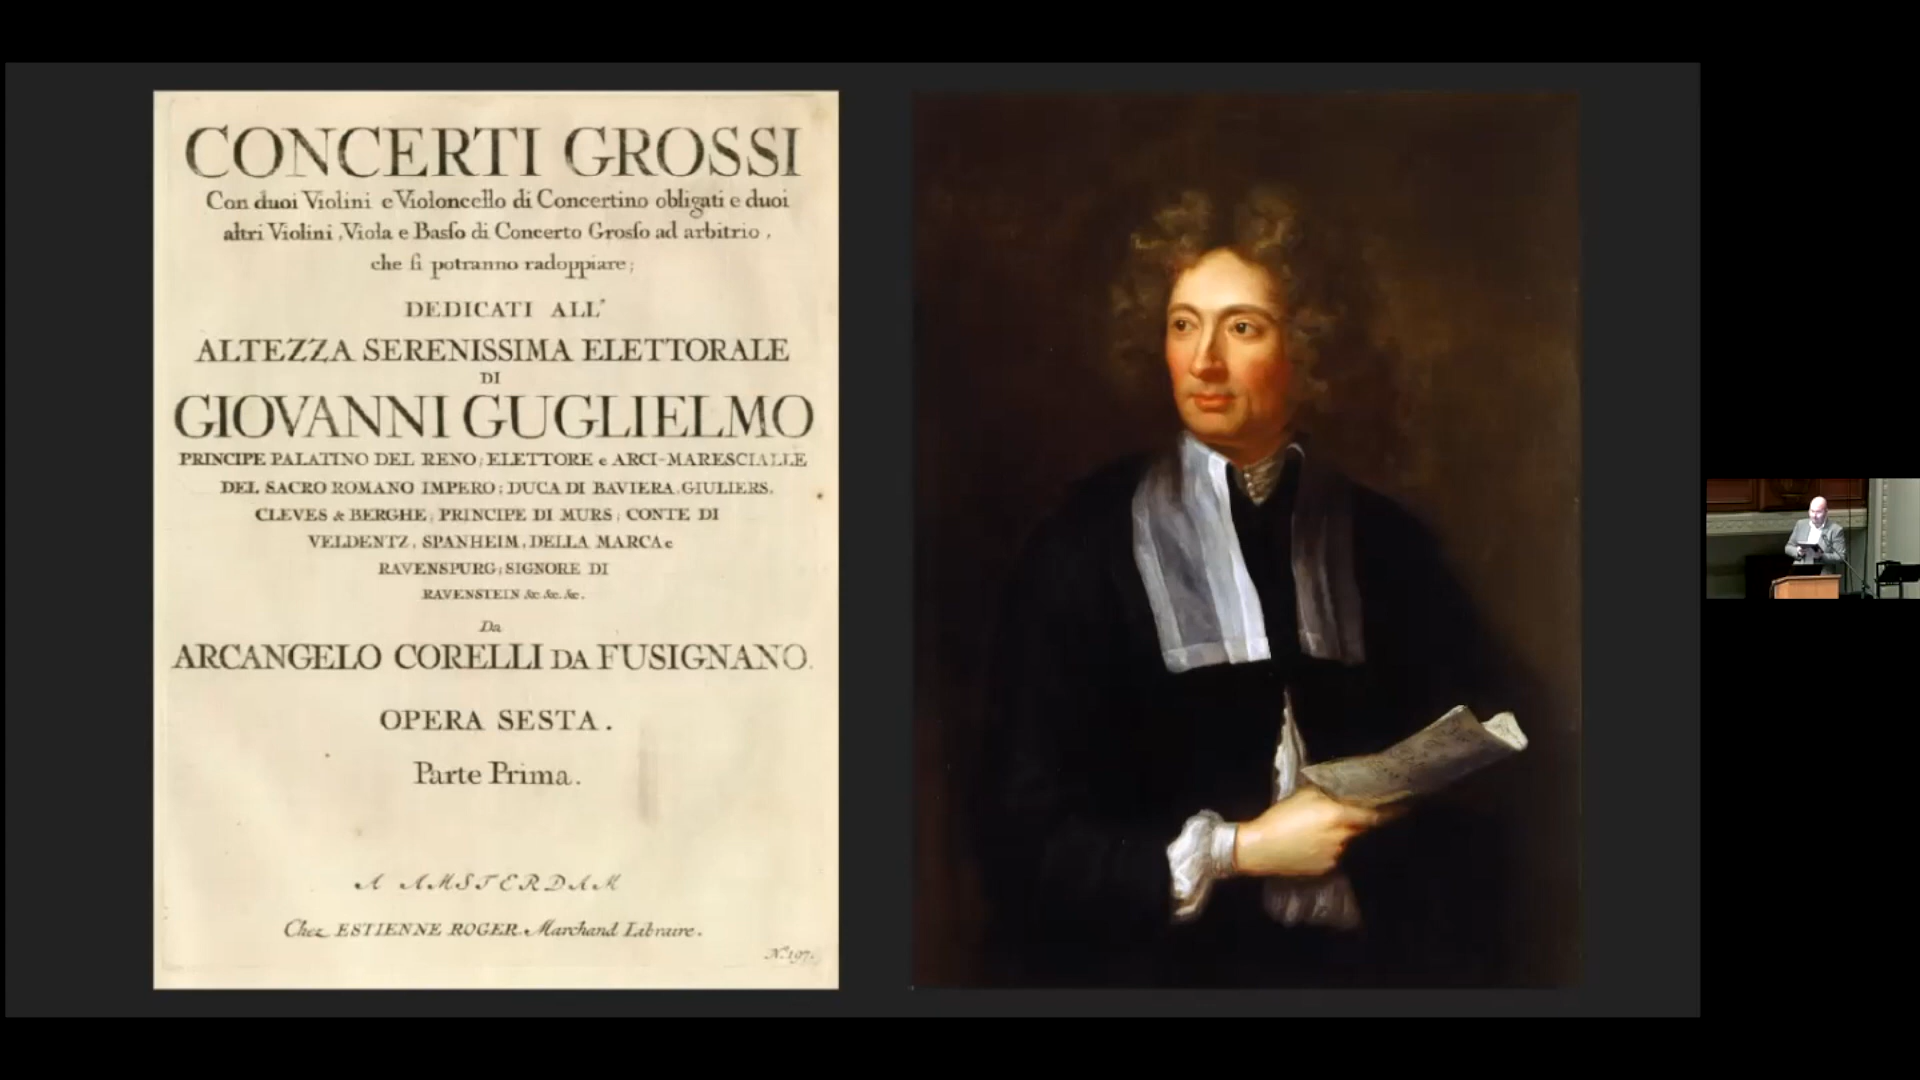 CONCERTI GROSSI
Con duoi Violini e Violoncello di Concertino obligati e duoi
altri Violini, Viola e Basſo di Concerto Groſso ad arbitrio,
che ſi potranno radoppiare;
DEDICATI ALL'
ALTEZZA SERENISSIMA ELETTORALE
DI
GIOVANNI GUGLIELMO
PRINCIPE PALATINO DEL RENO; ELETTORE e ARCI-MARESCIALLE
DEL SACRO ROMANO IMPERO; DUCA DI BAVIERA, GIULIERS,
CLEVES & BERGHE; PRINCIPE DI MURS; CONTE DI
VELDENTZ, SPANHEIM, DELLA MARCA e
RAVENSPURG; SIGNORE DI
RAVENSTEIN &c. &c. &c.
Da
ARCANGELO CORELLI DA FUSIGNANO.
OPERA SESTA.
Parte Prima.
A AMSTERDAM
Chez ESTIENNE ROGER Marchand Libraire.
N.º 197.